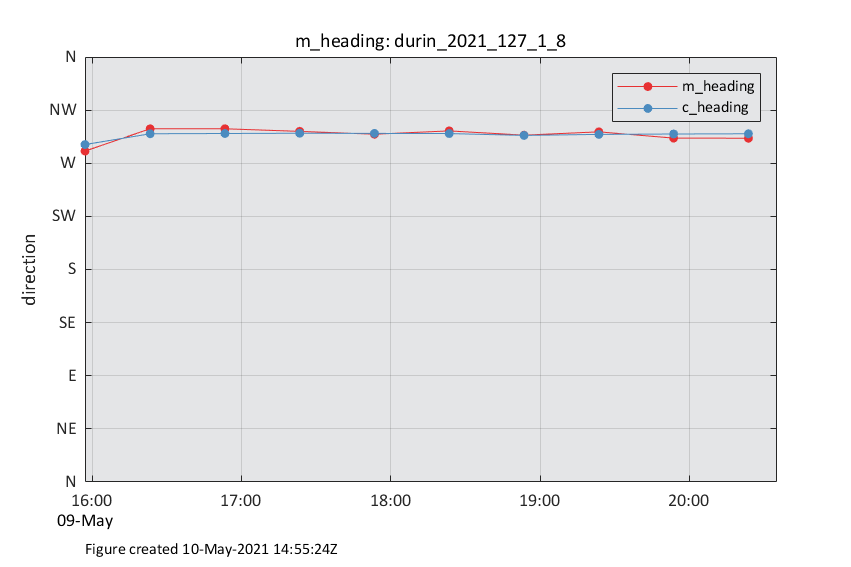 m_heading: durin_2021_127_1_8
N
NW
W
SW
S
SE
E
NE
N
direction
m_heading
c_heading
16:00 17:00 18:00 19:00 20:00
09-May
Figure created 10-May-2021 14:55:24Z